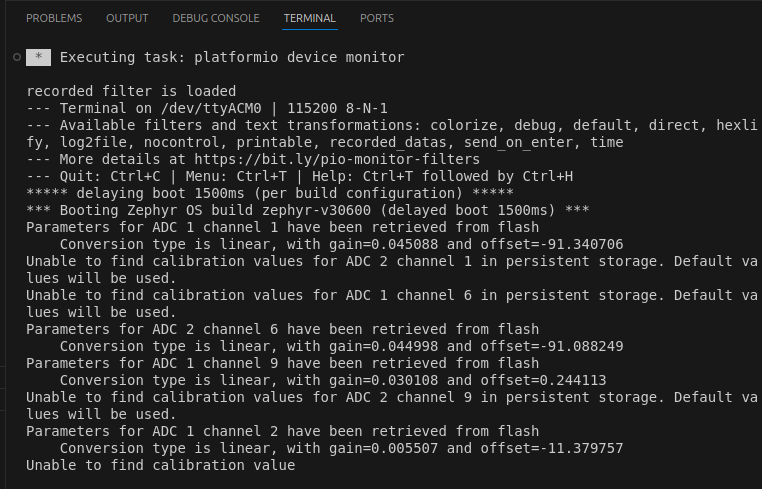 PROBLEMS OUTPUT DEBUG CONSOLE TERMINAL PORTS
* Executing task: platformio device monitor
recorded filter is loaded
--- Terminal on /dev/ttyACM0 | 115200 8-N-1
--- Available filters and text transformations: colorize, debug, default, direct, hexli
fy, log2file, nocontrol, printable, recorded_datas, send_on_enter, time
--- More details at https://bit.ly/pio-monitor-filters
--- Quit: Ctrl+C | Menu: Ctrl+T | Help: Ctrl+T followed by Ctrl+H
***** delaying boot 1500ms (per build configuration) *****
*** Booting Zephyr OS build zephyr-v30600 (delayed boot 1500ms) ***
Parameters for ADC 1 channel 1 have been retrieved from flash
    Conversion type is linear, with gain=0.045088 and offset=-91.340706
Unable to find calibration values for ADC 2 channel 1 in persistent storage. Default va
lues will be used.
Unable to find calibration values for ADC 1 channel 6 in persistent storage. Default va
lues will be used.
Parameters for ADC 2 channel 6 have been retrieved from flash
    Conversion type is linear, with gain=0.044998 and offset=-91.088249
Parameters for ADC 1 channel 9 have been retrieved from flash
    Conversion type is linear, with gain=0.030108 and offset=0.244113
Unable to find calibration values for ADC 2 channel 9 in persistent storage. Default va
lues will be used.
Parameters for ADC 1 channel 2 have been retrieved from flash
    Conversion type is linear, with gain=0.005507 and offset=-11.379757
Unable to find calibration value